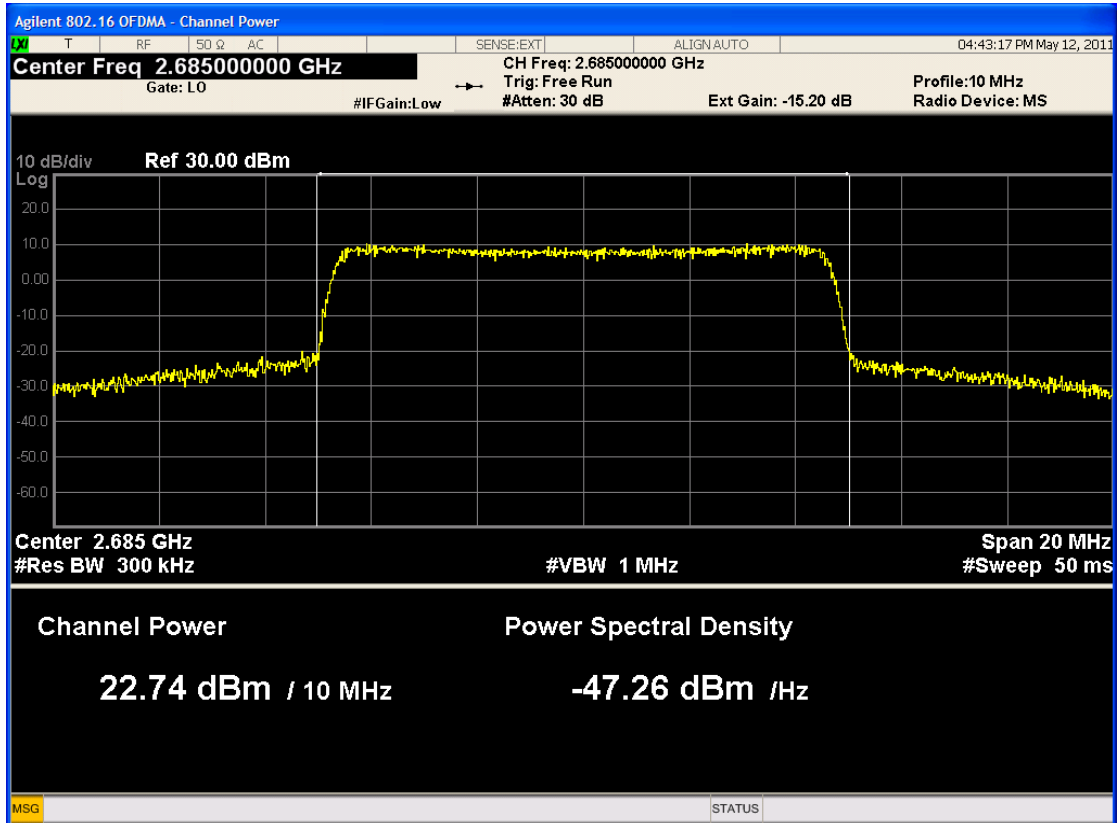 Agilent 802.16 OFDMA - Channel Power
LXI T RF 50 Ω AC SENSE:EXT ALIGN AUTO 04:43:17 PM May 12, 2011
Center Freq 2.685000000 GHz CH Freq: 2.685000000 GHz
Gate: LO Trig: Free Run Profile:10 MHz
#IFGain:Low #Atten: 30 dB Ext Gain: -15.20 dB Radio Device: MS
10 dB/div Ref 30.00 dBm
Log
20.0
10.0
0.00
-10.0
-20.0
-30.0
-40.0
-50.0
-60.0
Center 2.685 GHz Span 20 MHz
#Res BW 300 kHz #VBW 1 MHz #Sweep 50 ms
Channel Power Power Spectral Density
22.74 dBm / 10 MHz -47.26 dBm /Hz
MSG STATUS